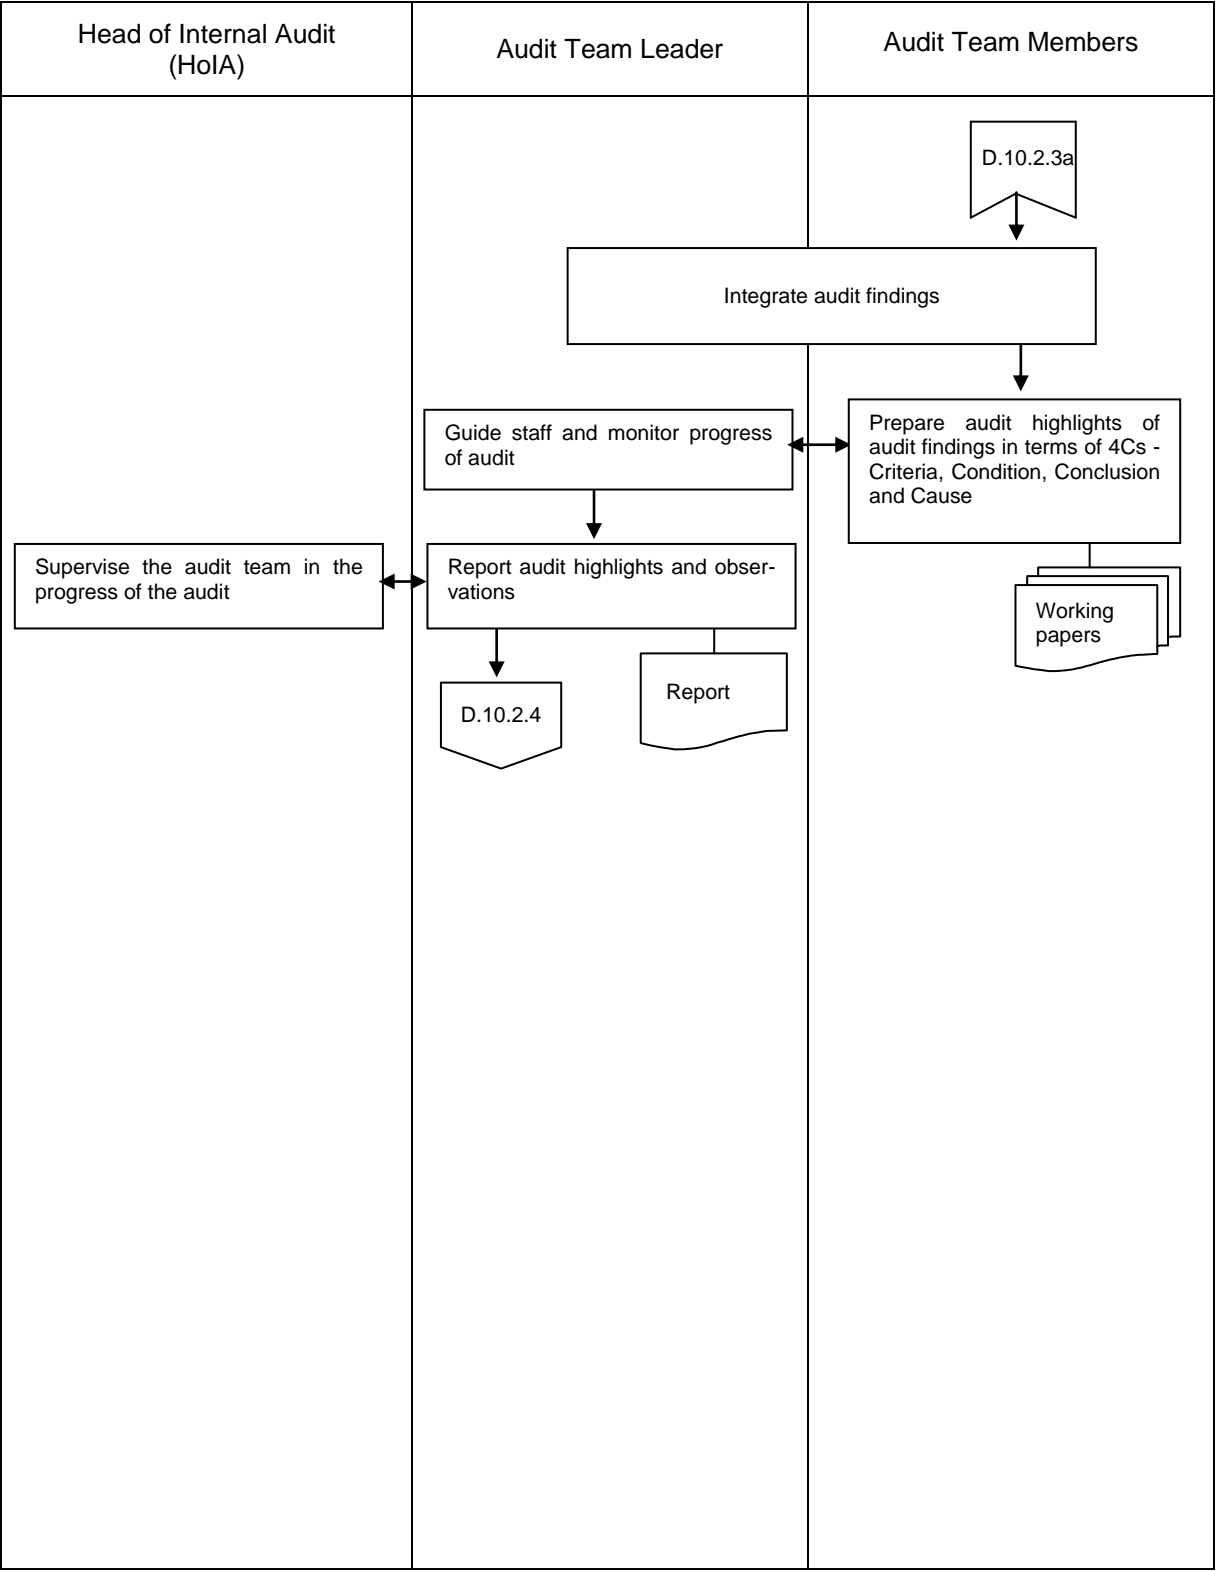 Head of Internal Audit
(HoIA)
Audit Team Leader
Audit Team Members
D.10.2.3a
Integrate audit findings
Guide staff and monitor progress
of audit
Prepare audit highlights of
audit findings in terms of 4Cs -
Criteria, Condition, Conclusion
and Cause
Supervise the audit team in the
progress of the audit
Report audit highlights and obser-
vations
Working
papers
Report
D.10.2.4